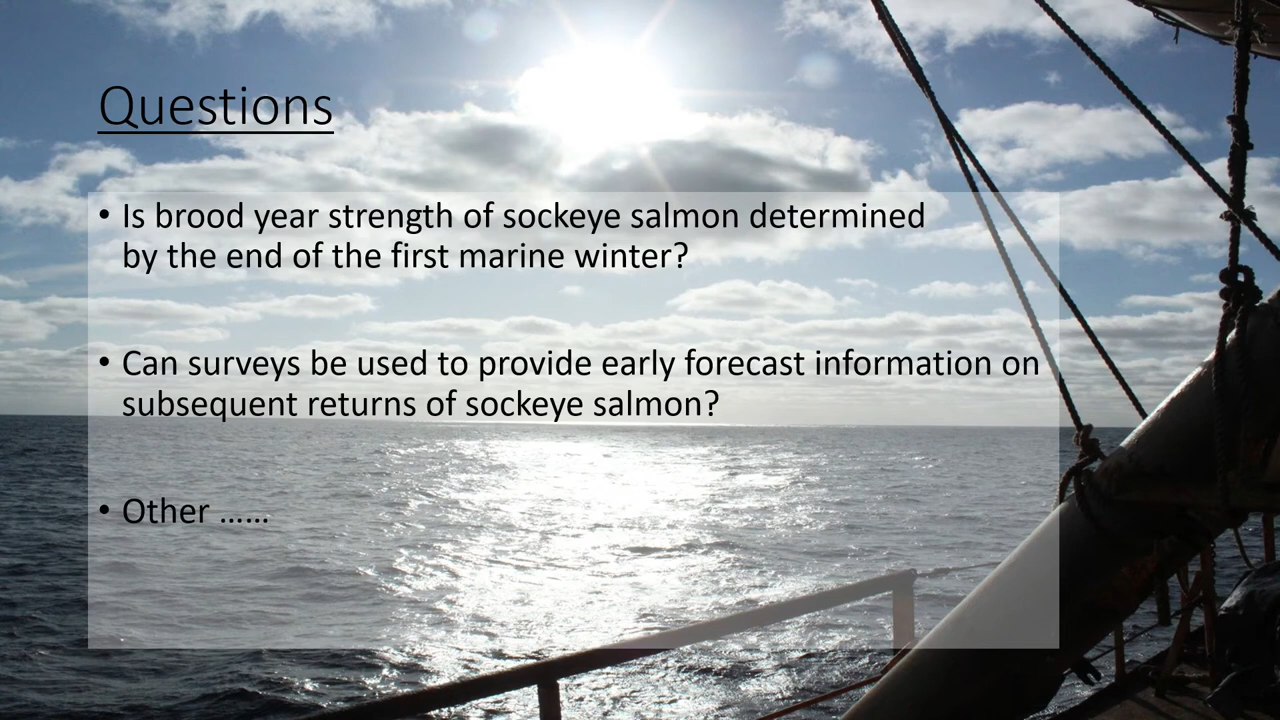 Questions
• Is brood year strength of sockeye salmon determined
by the end of the first marine winter?
• Can surveys be used to provide early forecast information on
subsequent returns of sockeye salmon?
• Other ……